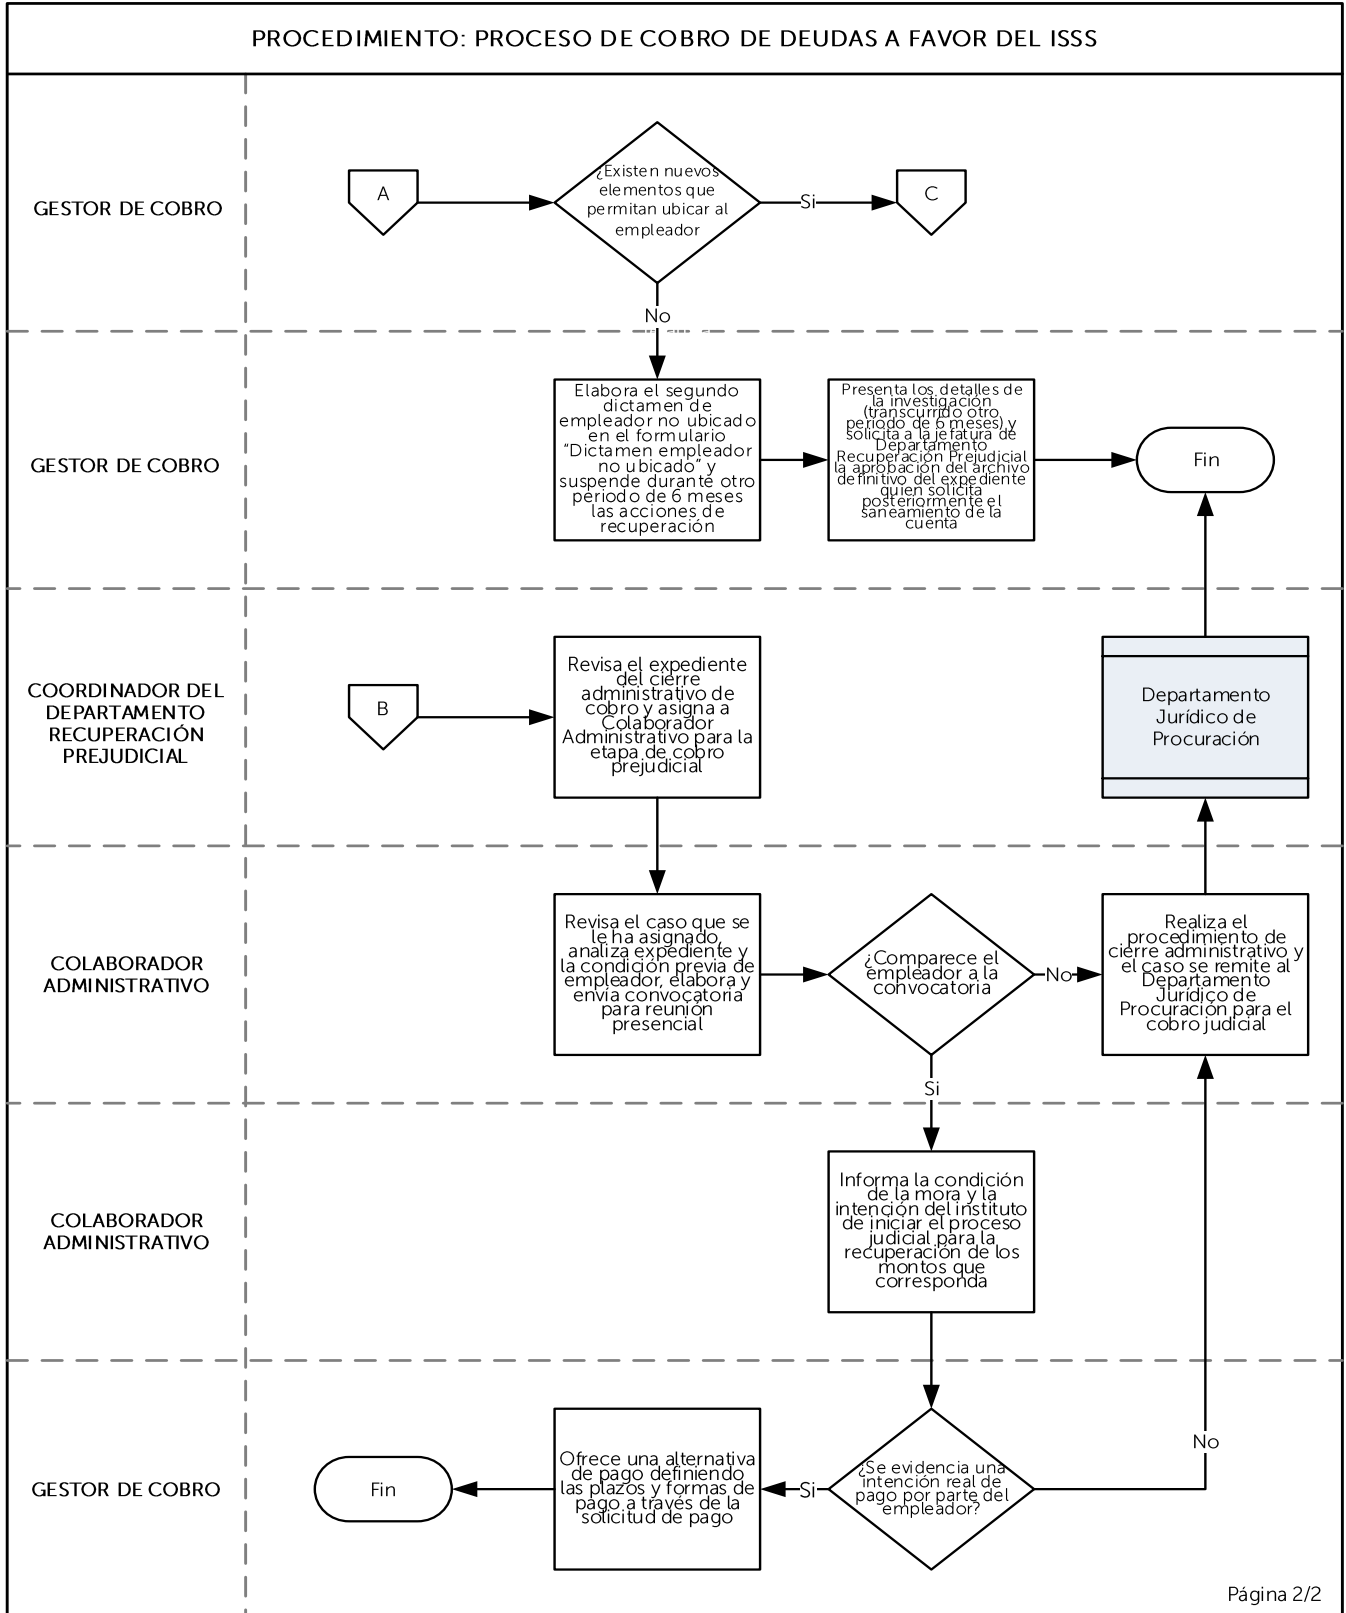 PROCEDIMIENTO: PROCESO DE COBRO DE DEUDAS A FAVOR DEL ISSS
GESTOR DE COBRO
A
¿Existen nuevos
elementos que
permitan ubicar al
empleador
Si
C
No
GESTOR DE COBRO
Elabora el segundo
dictamen de
empleador no ubicado
en el formulario
“Dictamen empleador
no ubicado” y
suspende durante otro
periodo de 6 meses
las acciones de
recuperación
Presenta los detalles de
la investigación
(transcurrido otro
periodo de 6 meses) y
solicita a la jefatura de
Departamento
Recuperación Prejudicial
la aprobación del archivo
definitivo del expediente
quien solicita
posteriormente el
saneamiento de la
cuenta
Fin
COORDINADOR DEL
DEPARTAMENTO
RECUPERACIÓN
PREJUDICIAL
B
Revisa el expediente
del cierre
administrativo de
cobro y asigna a
Colaborador
Administrativo para la
etapa de cobro
prejudicial
Departamento
Jurídico de
Procuración
COLABORADOR
ADMINISTRATIVO
Revisa el caso que se
le ha asignado,
analiza expediente y
la condición previa de
empleador, elabora y
envía convocatoria
para reunión
presencial
¿Comparece el
empleador a la
convocatoria
No
Realiza el
procedimiento de
cierre administrativo y
el caso se remite al
Departamento
Jurídico de
Procuración para el
cobro judicial
Si
COLABORADOR
ADMINISTRATIVO
Informa la condición
de la mora y la
intención del instituto
de iniciar el proceso
judicial para la
recuperación de los
montos que
corresponda
GESTOR DE COBRO
Fin
Ofrece una alternativa
de pago definiendo
las plazos y formas de
pago a través de la
solicitud de pago
Si
¿Se evidencia una
intención real de
pago por parte del
empleador?
No
Página 2/2